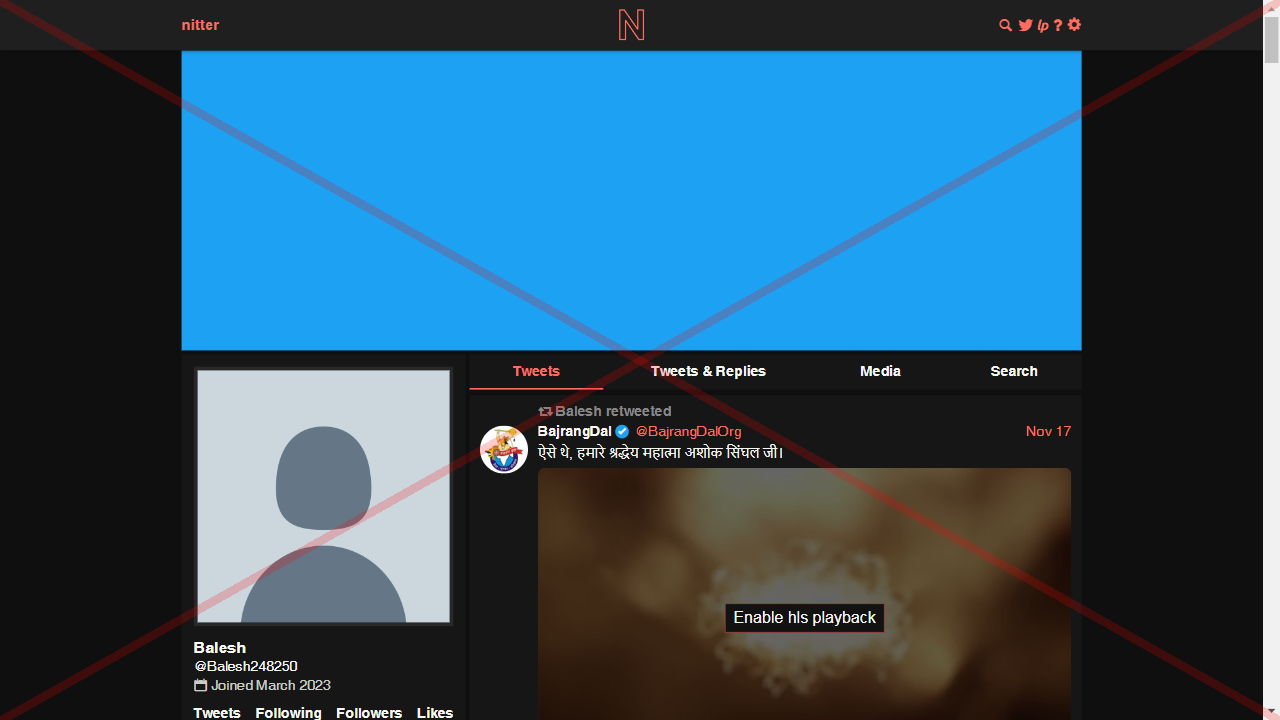 nitter
N
lp ?
Tweets Tweets & Replies Media Search
Balesh retweeted
BajrangDal @BajrangDalOrg Nov 17
ऐसे थे, हमारे श्रद्धेय महात्मा अशोक सिंघल जी।
Enable hls playback
Balesh
@Balesh248250
Joined March 2023
Tweets Following Followers Likes